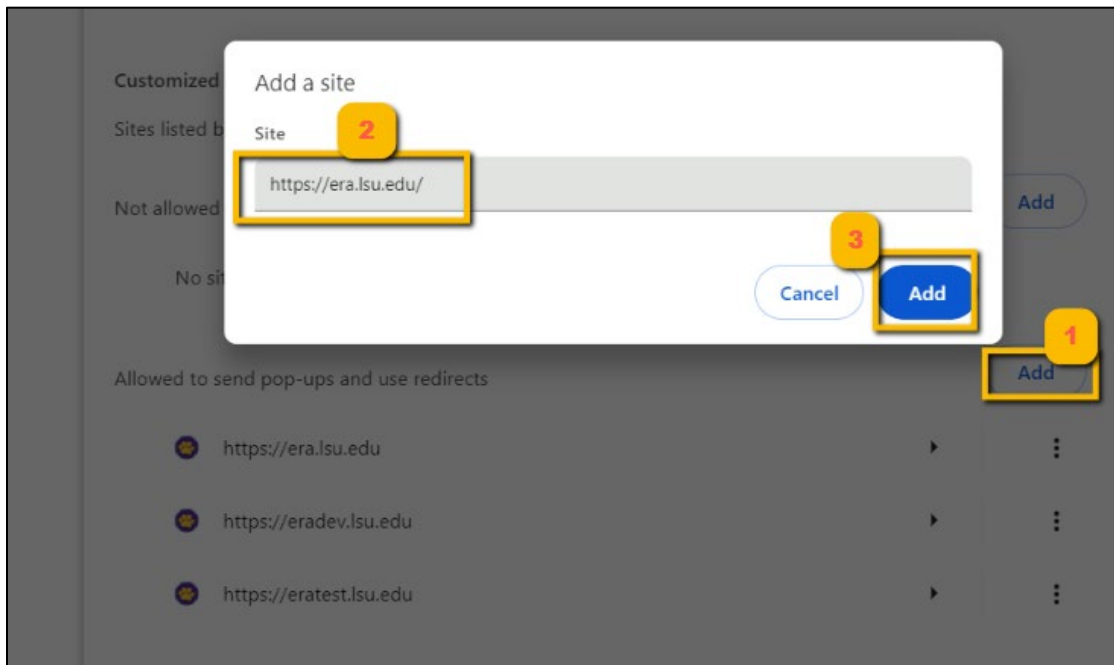 Customized
Add a site
Sites listed b
Site
2
https://era.lsu.edu/
Not allowed
Add
3
No sit
Cancel
Add
1
Allowed to send pop-ups and use redirects
Add
https://era.lsu.edu
https://eradev.lsu.edu
https://eratest.lsu.edu